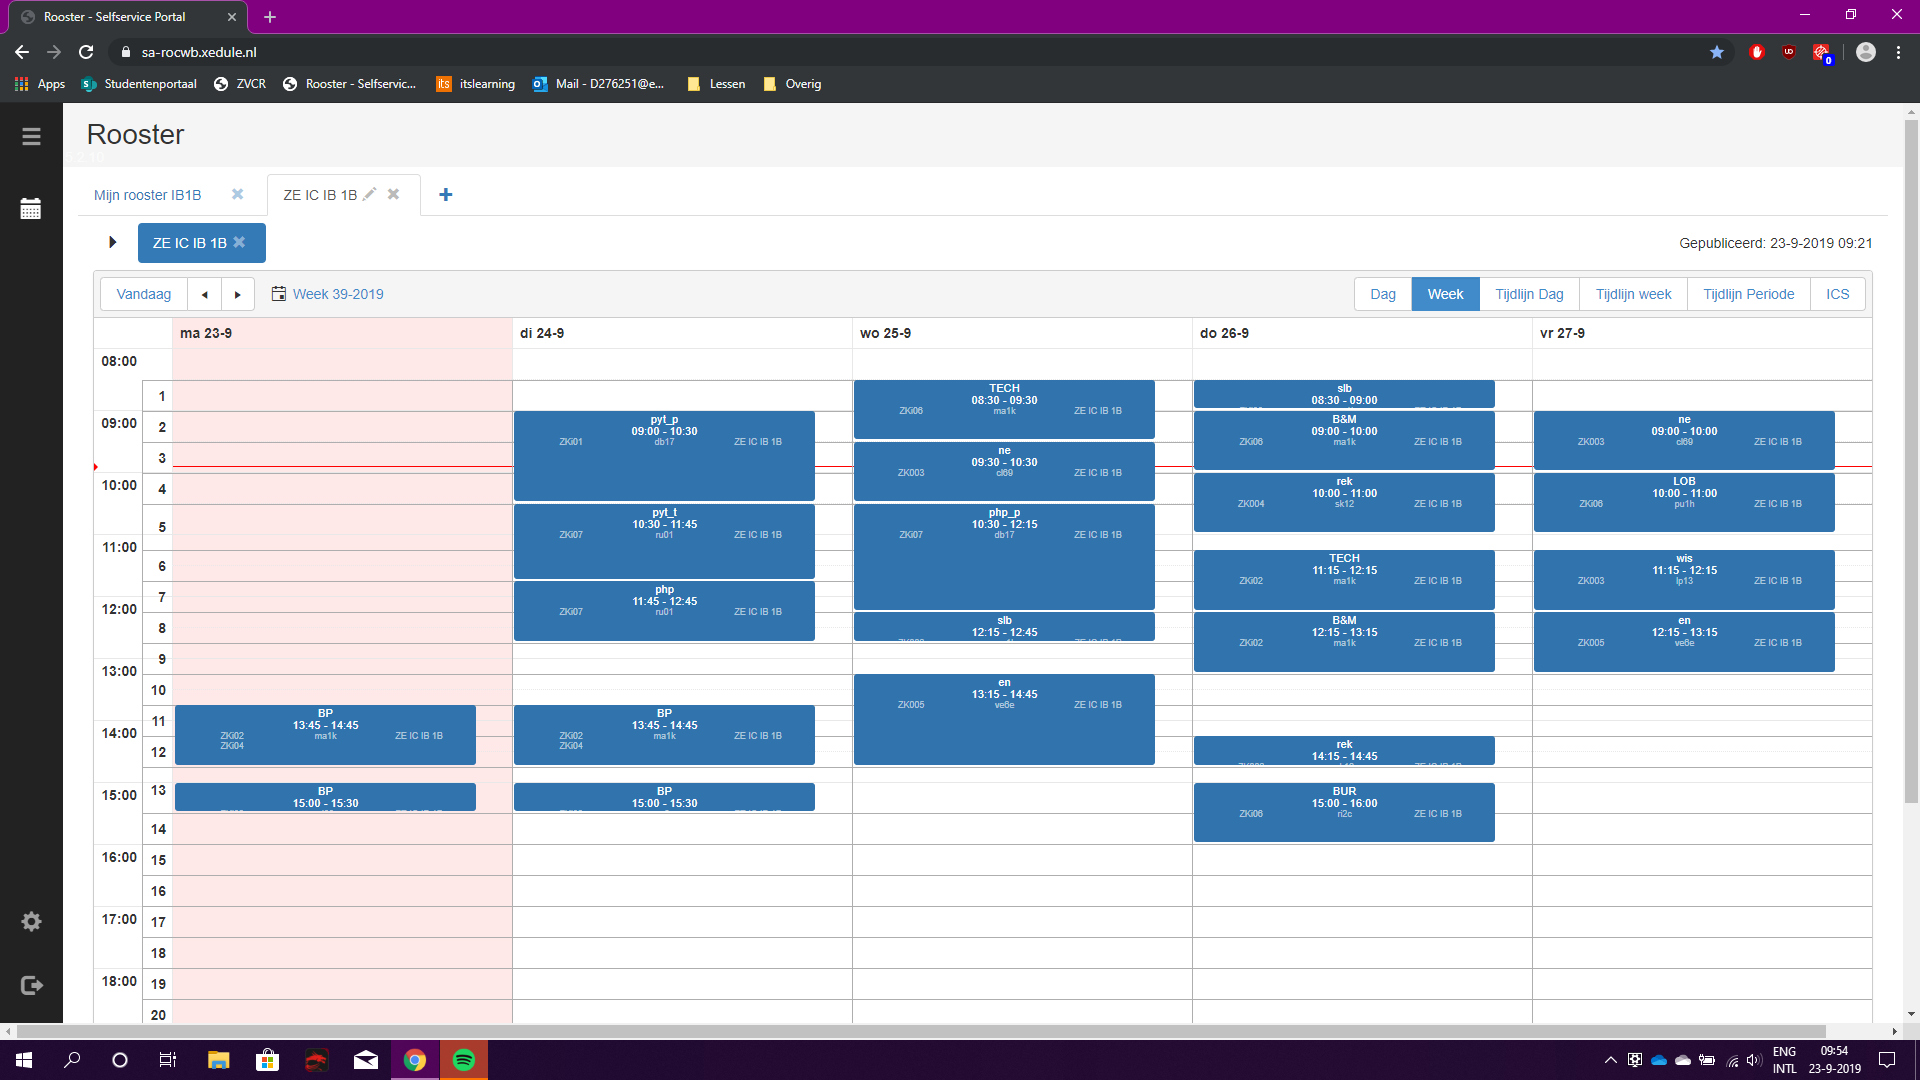 Rooster - Selfservice Portal
sa-rocwb.xedule.nl
Apps Studentenportaal ZVCR Rooster - Selfservic... itslearning Mail - D276251@e... Lessen Overig
Rooster
Mijn rooster IB1B ZE IC IB 1B
ZE IC IB 1B
Gepubliceerd: 23-9-2019 09:21
Vandaag Week 39-2019 Dag Week Tijdlijn Dag Tijdlijn week Tijdlijn Periode ICS
ma 23-9 di 24-9 wo 25-9 do 26-9 vr 27-9
08:00
09:00
10:00
11:00
12:00
13:00
14:00
15:00
16:00
17:00
18:00
1
2
3
4
5
6
7
8
9
10
11
12
13
14
15
16
17
18
19
20
BP
13:45 - 14:45
ZKi02 ma1k ZE IC IB 1B
ZKi04
BP
15:00 - 15:30
pyt_p
09:00 - 10:30
ZKi01 db17 ZE IC IB 1B
pyt_t
10:30 - 11:45
ZKi07 ru01 ZE IC IB 1B
php
11:45 - 12:45
ZKi07 ru01 ZE IC IB 1B
BP
13:45 - 14:45
ZKi02 ma1k ZE IC IB 1B
ZKi04
BP
15:00 - 15:30
TECH
08:30 - 09:30
ZKi06 ma1k ZE IC IB 1B
ne
09:30 - 10:30
ZK003 cl69 ZE IC IB 1B
php_p
10:30 - 12:15
ZKi07 db17 ZE IC IB 1B
slb
12:15 - 12:45
en
13:15 - 14:45
ZK005 ve6e ZE IC IB 1B
slb
08:30 - 09:00
B&M
09:00 - 10:00
ZKi06 ma1k ZE IC IB 1B
rek
10:00 - 11:00
ZK004 sk12 ZE IC IB 1B
TECH
11:15 - 12:15
ZKi02 ma1k ZE IC IB 1B
B&M
12:15 - 13:15
ZKi02 ma1k ZE IC IB 1B
rek
14:15 - 14:45
BUR
15:00 - 16:00
ZKi06 ri2c ZE IC IB 1B
ne
09:00 - 10:00
ZK003 cl69 ZE IC IB 1B
LOB
10:00 - 11:00
ZKi06 pu1h ZE IC IB 1B
wis
11:15 - 12:15
ZK003 lp13 ZE IC IB 1B
en
12:15 - 13:15
ZK005 ve6e ZE IC IB 1B
ENG
INTL
09:54
23-9-2019